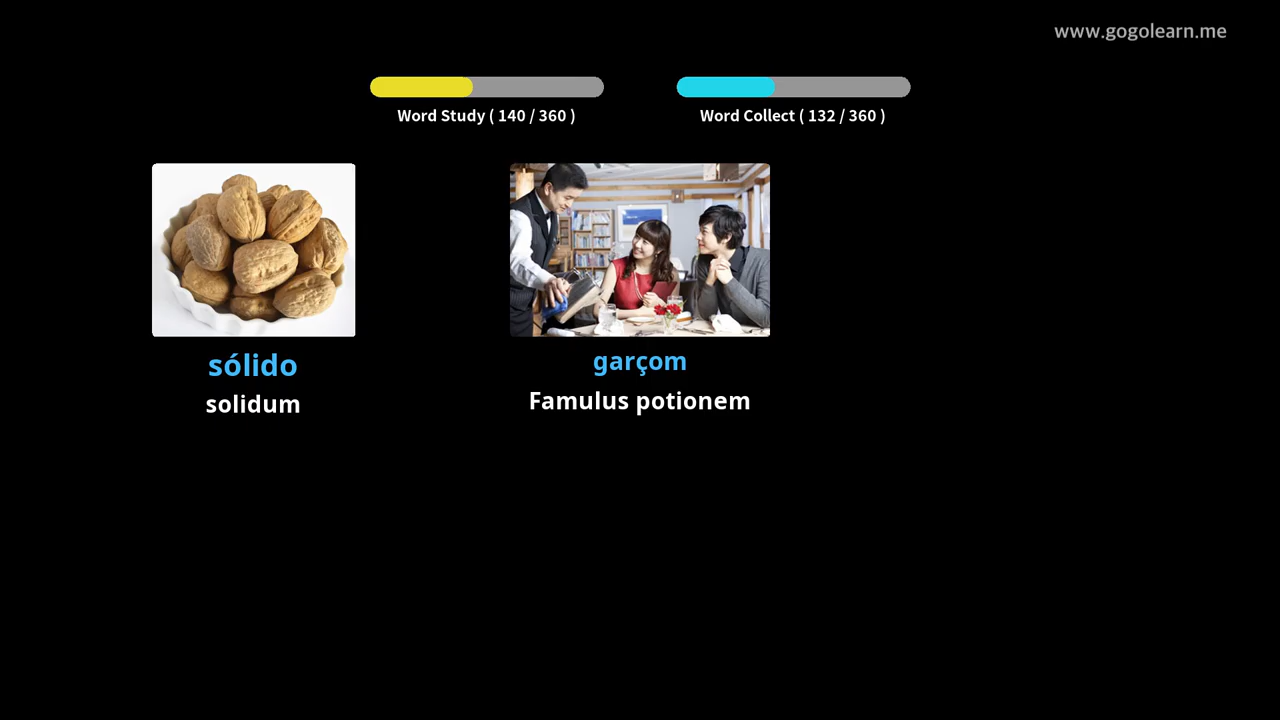 www.gogolearn.me
Word Study ( 140 / 360 )
Word Collect ( 132 / 360 )
sólido
solidum
garçom
Famulus potionem